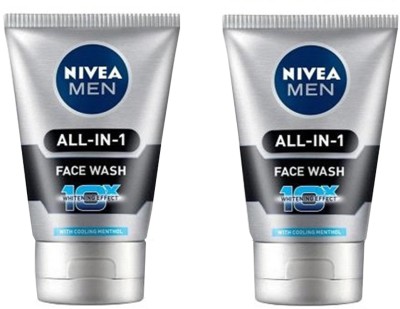 NIVEA
MEN
ALL-IN-1
FACE WASH
10X
WHITENING EFFECT
WITH COOLING MENTHOL
NIVEA
MEN
ALL-IN-1
FACE WASH
10X
WHITENING EFFECT
WITH COOLING MENTHOL